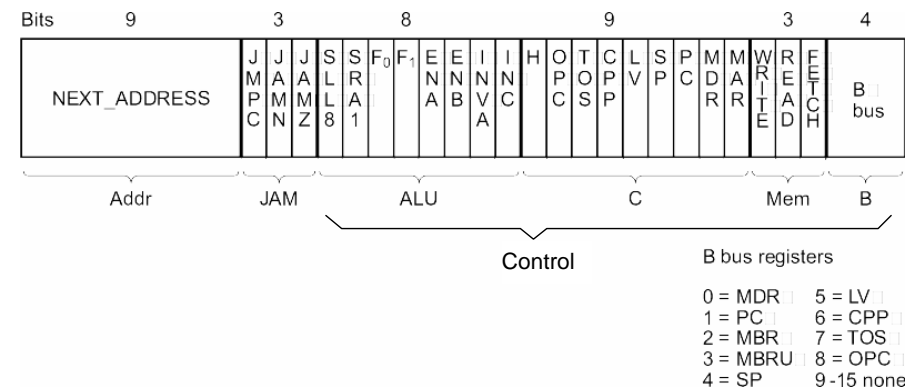 Bits 9 3 8 9 3 4
NEXT_ADDRESS JMPC JAMN JAMZ SLL8 SRA1 F0 F1 ENA ENB INVA INC H OPC TOS CPP LV SP PC MDR MAR WRITE READ FETCH B bus
Addr JAM ALU C Mem B
Control
B bus registers
0 = MDR 5 = LV
1 = PC 6 = CPP
2 = MBR 7 = TOS
3 = MBRU 8 = OPC
4 = SP 9 -15 none